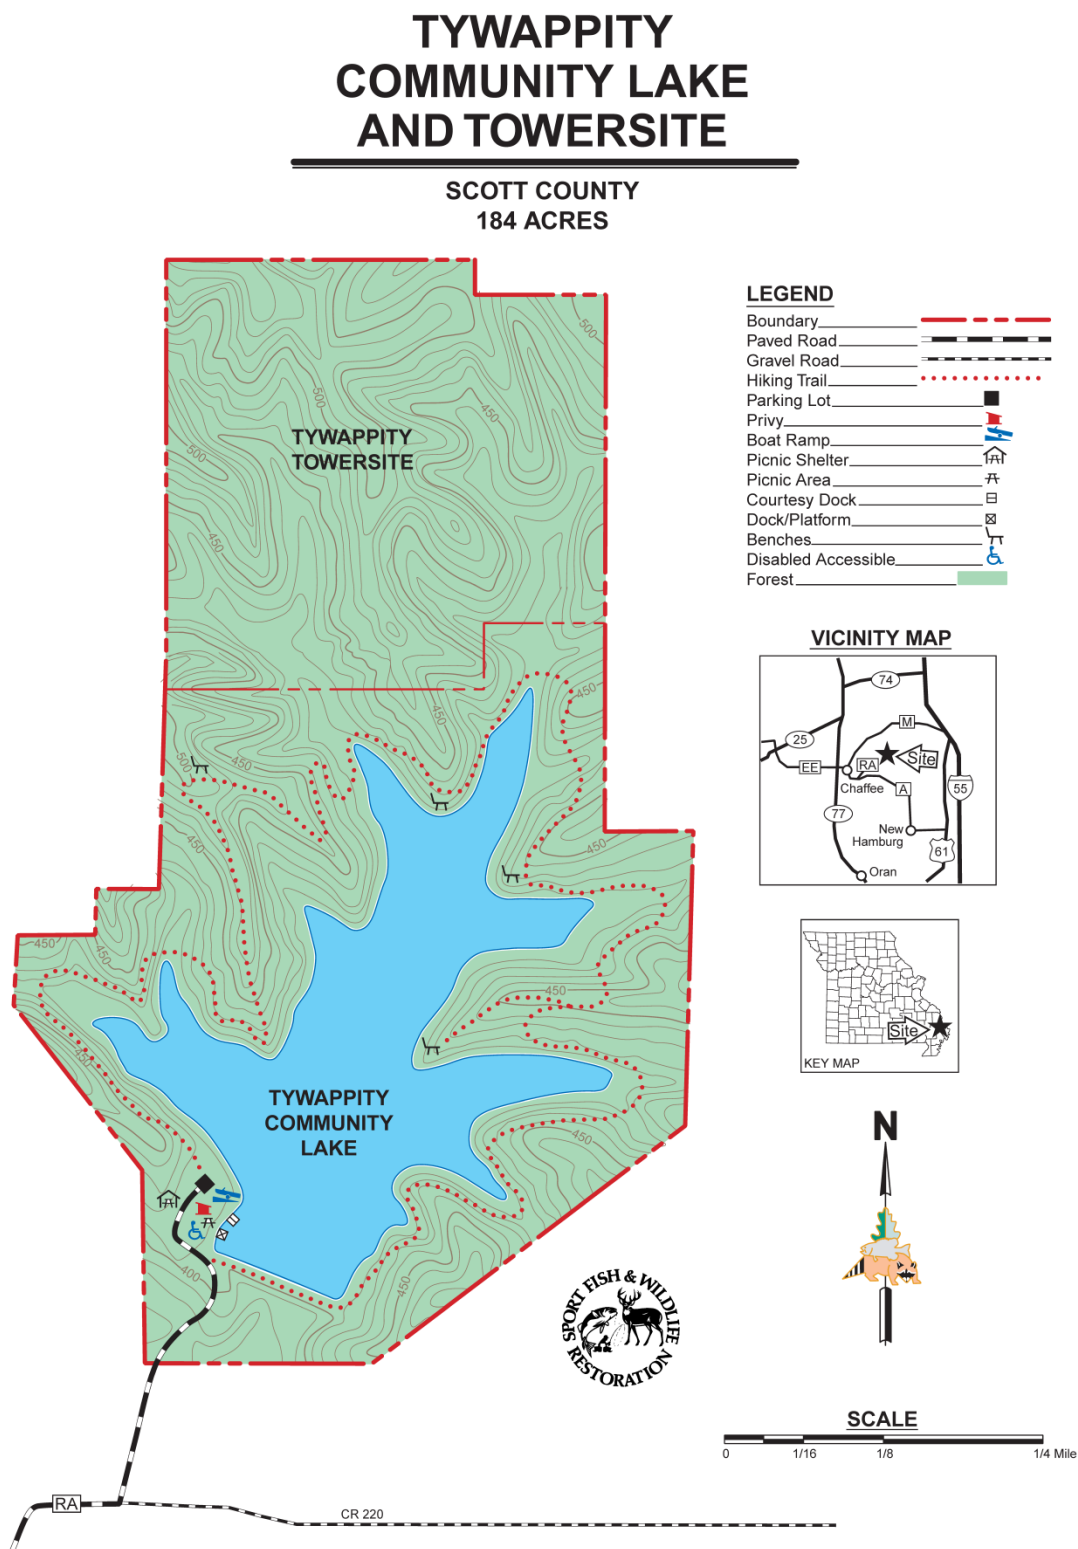 TYWAPPITY
COMMUNITY LAKE
AND TOWERSITE
SCOTT COUNTY
184 ACRES
LEGEND
Boundary
Paved Road
Gravel Road
Hiking Trail
Parking Lot
Privy
Boat Ramp
Picnic Shelter
Picnic Area
Courtesy Dock
Dock/Platform
Benches
Disabled Accessible
Forest
500
500
450
TYWAPPITY
TOWERSITE
500
450
450
450
500
450
450
450
450
450
450
450
450
450
400
TYWAPPITY
COMMUNITY
LAKE
VICINITY MAP
74
M
25
Site
EE
RA
Chaffee
A
55
77
New
Hamburg
61
Oran
Site
KEY MAP
N
SPORT FISH & WILDLIFE
RESTORATION
SCALE
0 1/16 1/8 1/4 Mile
RA
CR 220